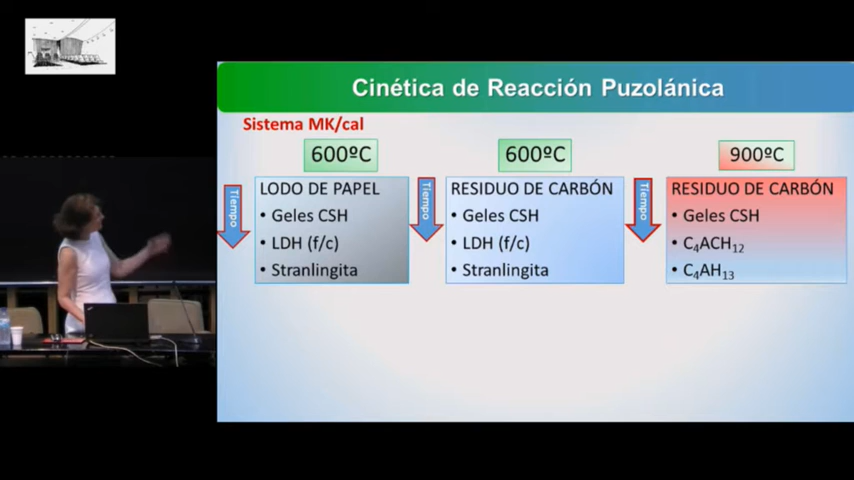 Cinética de Reacción Puzolánica
Sistema MK/cal
600ºC
Tiempo
LODO DE PAPEL
• Geles CSH
• LDH (f/c)
• Stranlingita
600ºC
Tiempo
RESIDUO DE CARBÓN
• Geles CSH
• LDH (f/c)
• Stranlingita
900ºC
Tiempo
RESIDUO DE CARBÓN
• Geles CSH
• C₄ACH₁₂
• C₄AH₁₃